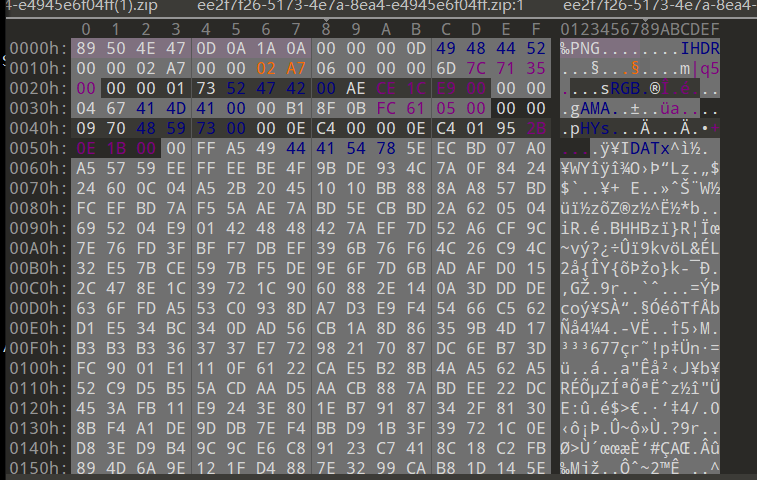 4-e4945e6f04ff(1).zip ee2f7f26-5173-4e7a-8ea4-e4945e6f04ff.zip:1 ee2f7f26-5173-4e7a-8ea4-
0 1 2 3 4 5 6 7 8 9 A B C D E F 0123456789ABCDEF
0000h: 89 50 4E 47 0D 0A 1A 0A 00 00 00 0D 49 48 44 52 ‰PNG........IHDR
0010h: 00 00 02 A7 00 00 02 A7 06 00 00 00 6D 7C 71 35 ...§...§....m|q5
0020h: 00 00 00 01 73 52 47 42 00 AE CE 1C E9 00 00 00
0030h: 04 67 41 4D 41 00 00 B1 8F 0B FC 61 05 00 00 00 .gAMA..±..üa....
0040h: 09 70 48 59 73 00 00 0E C4 00 00 0E C4 01 95 2B
0050h: 0E 1B 00 00 FF A5 49 44 41 54 78 5E EC BD 07 A0 ....ÿ¥IDATx^ì½.
0060h: A5 57 59 EE FF EE BE 4F 9B DE 93 4C 7A 0F 84 24 ¥WYîÿî¾O›Þ“Lz.„$
0070h: 24 60 0C 04 A5 2B 20 45 10 10 BB 88 8A A8 57 BD $`..¥+ E..»ˆŠ¨W½
0080h: FC EF BD 7A F5 5A AE 7A BD 5E CB BD 2A 62 05 04 üï½zõZ®z½^Ë½*b..
0090h: 69 52 04 E9 01 42 48 48 42 7A EF 7D 52 A6 CF 9C iR.é.BHHBzï}R¦Ïœ
00A0h: 7E 76 FD 3F BF F7 DB EF 39 6B 76 F6 4C 26 C9 4C ~vý?¿÷Ûï9kvöL&ÉL
00B0h: 32 E5 7B CE 59 7B F5 DE 9E 6F 7D 6B AD AF D0 15 2å{ÎY{õÞžo}k­¯Ð.
00C0h: 2C 47 8E 1C 39 72 1C 90 60 88 2E 14 0A 3D DD DE ,GŽ.9r..`ˆ...=ÝÞ
00D0h: 63 6F FD A5 53 C0 93 8D A7 D3 E9 F4 54 66 C5 62 coý¥SÀ“.§ÓéôTfÅb
00E0h: D1 E5 34 BC 34 0D AD 56 CB 1A 8D 86 35 9B 4D 17 Ñå4¼4.­VË..†5›M.
00F0h: B3 B3 B3 36 37 37 E7 72 98 21 70 87 DC 6E B7 3D ³³³677çr˜!p‡Ün·=
0100h: FC 90 01 E1 11 0F 61 22 CA E5 B2 8B 4A A5 62 A5 ü..á..a"Êå²‹J¥b¥
0110h: 52 C9 D5 B5 5A CD AA D5 AA CB 88 7A BD EE 22 DC RÉÕµZÍªÕªËˆz½î"Ü
0120h: 45 3A FB 11 E9 24 3E 80 1E B7 91 87 34 2F 81 30 E:û.é$>€.·‘‡4/.0
0130h: 8B F4 A1 DE 9D DB 7E F4 BB D9 1B 3F 39 72 1C 0E ‹ô¡Þ.Û~ô»Ù.?9r..
0140h: D8 3E D9 B4 9C 9C E6 C8 91 23 C7 41 8C 18 C2 FB Ø>Ù´œœæÈ‘#ÇAŒ.Âû
0150h: 89 4D 6A 9E 12 1F D4 88 7E 32 99 CA B8 1D 14 5E ‰Mjž..Ôˆ~2™Ê¸..^